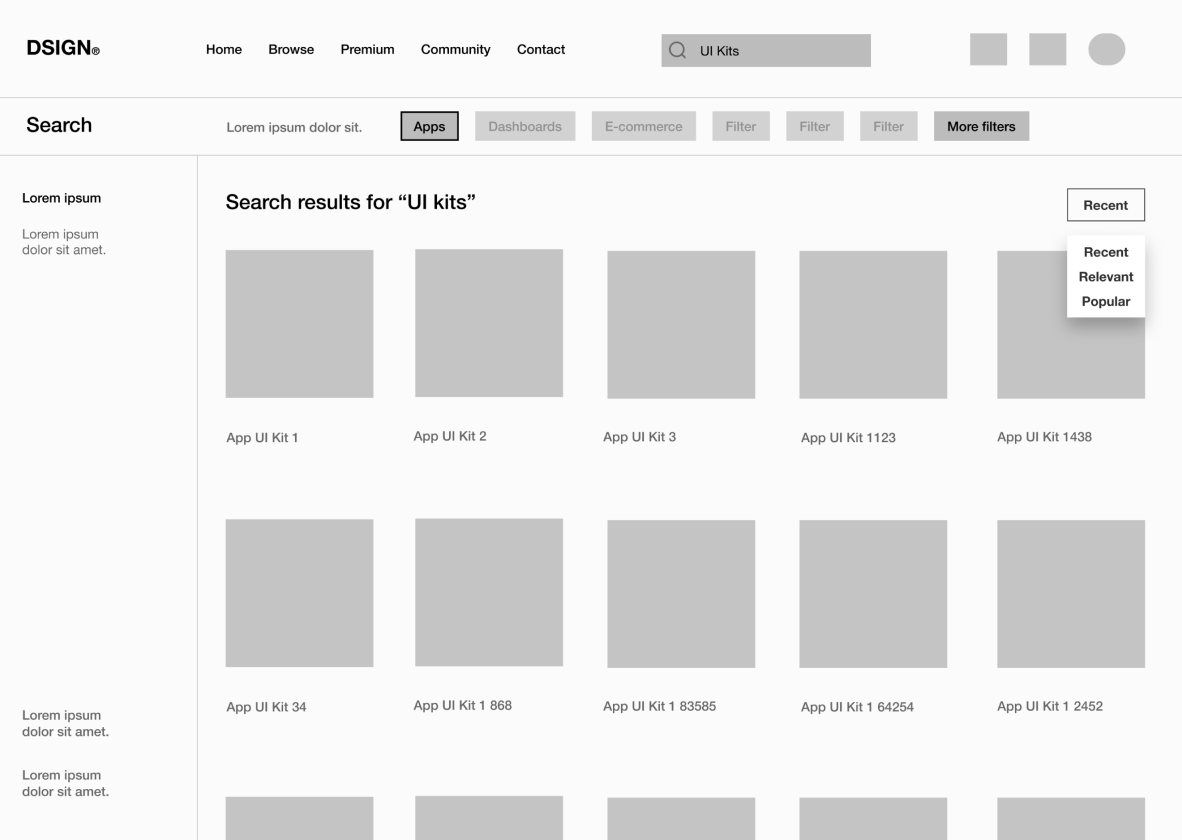 DSIGN®
Home Browse Premium Community Contact
UI Kits
Search
Lorem ipsum dolor sit.
Apps Dashboards E-commerce Filter Filter Filter More filters
Lorem ipsum
Lorem ipsum
dolor sit amet.
Search results for “UI kits”
Recent
Recent
Relevant
Popular
App UI Kit 1
App UI Kit 2
App UI Kit 3
App UI Kit 1123
App UI Kit 1438
App UI Kit 34
App UI Kit 1 868
App UI Kit 1 83585
App UI Kit 1 64254
App UI Kit 1 2452
Lorem ipsum
dolor sit amet.
Lorem ipsum
dolor sit amet.